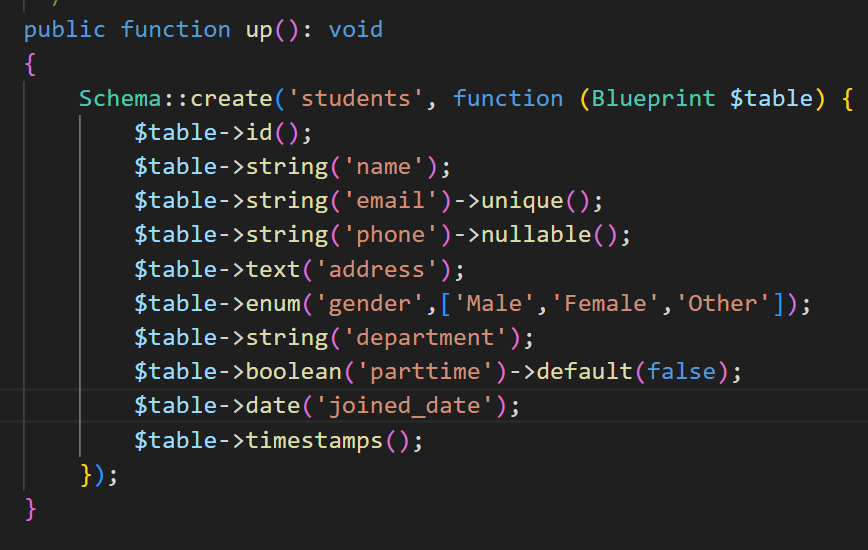 public function up(): void
{
    Schema::create('students', function (Blueprint $table) {
        $table->id();
        $table->string('name');
        $table->string('email')->unique();
        $table->string('phone')->nullable();
        $table->text('address');
        $table->enum('gender',['Male','Female','Other']);
        $table->string('department');
        $table->boolean('parttime')->default(false);
        $table->date('joined_date');
        $table->timestamps();
    });
}